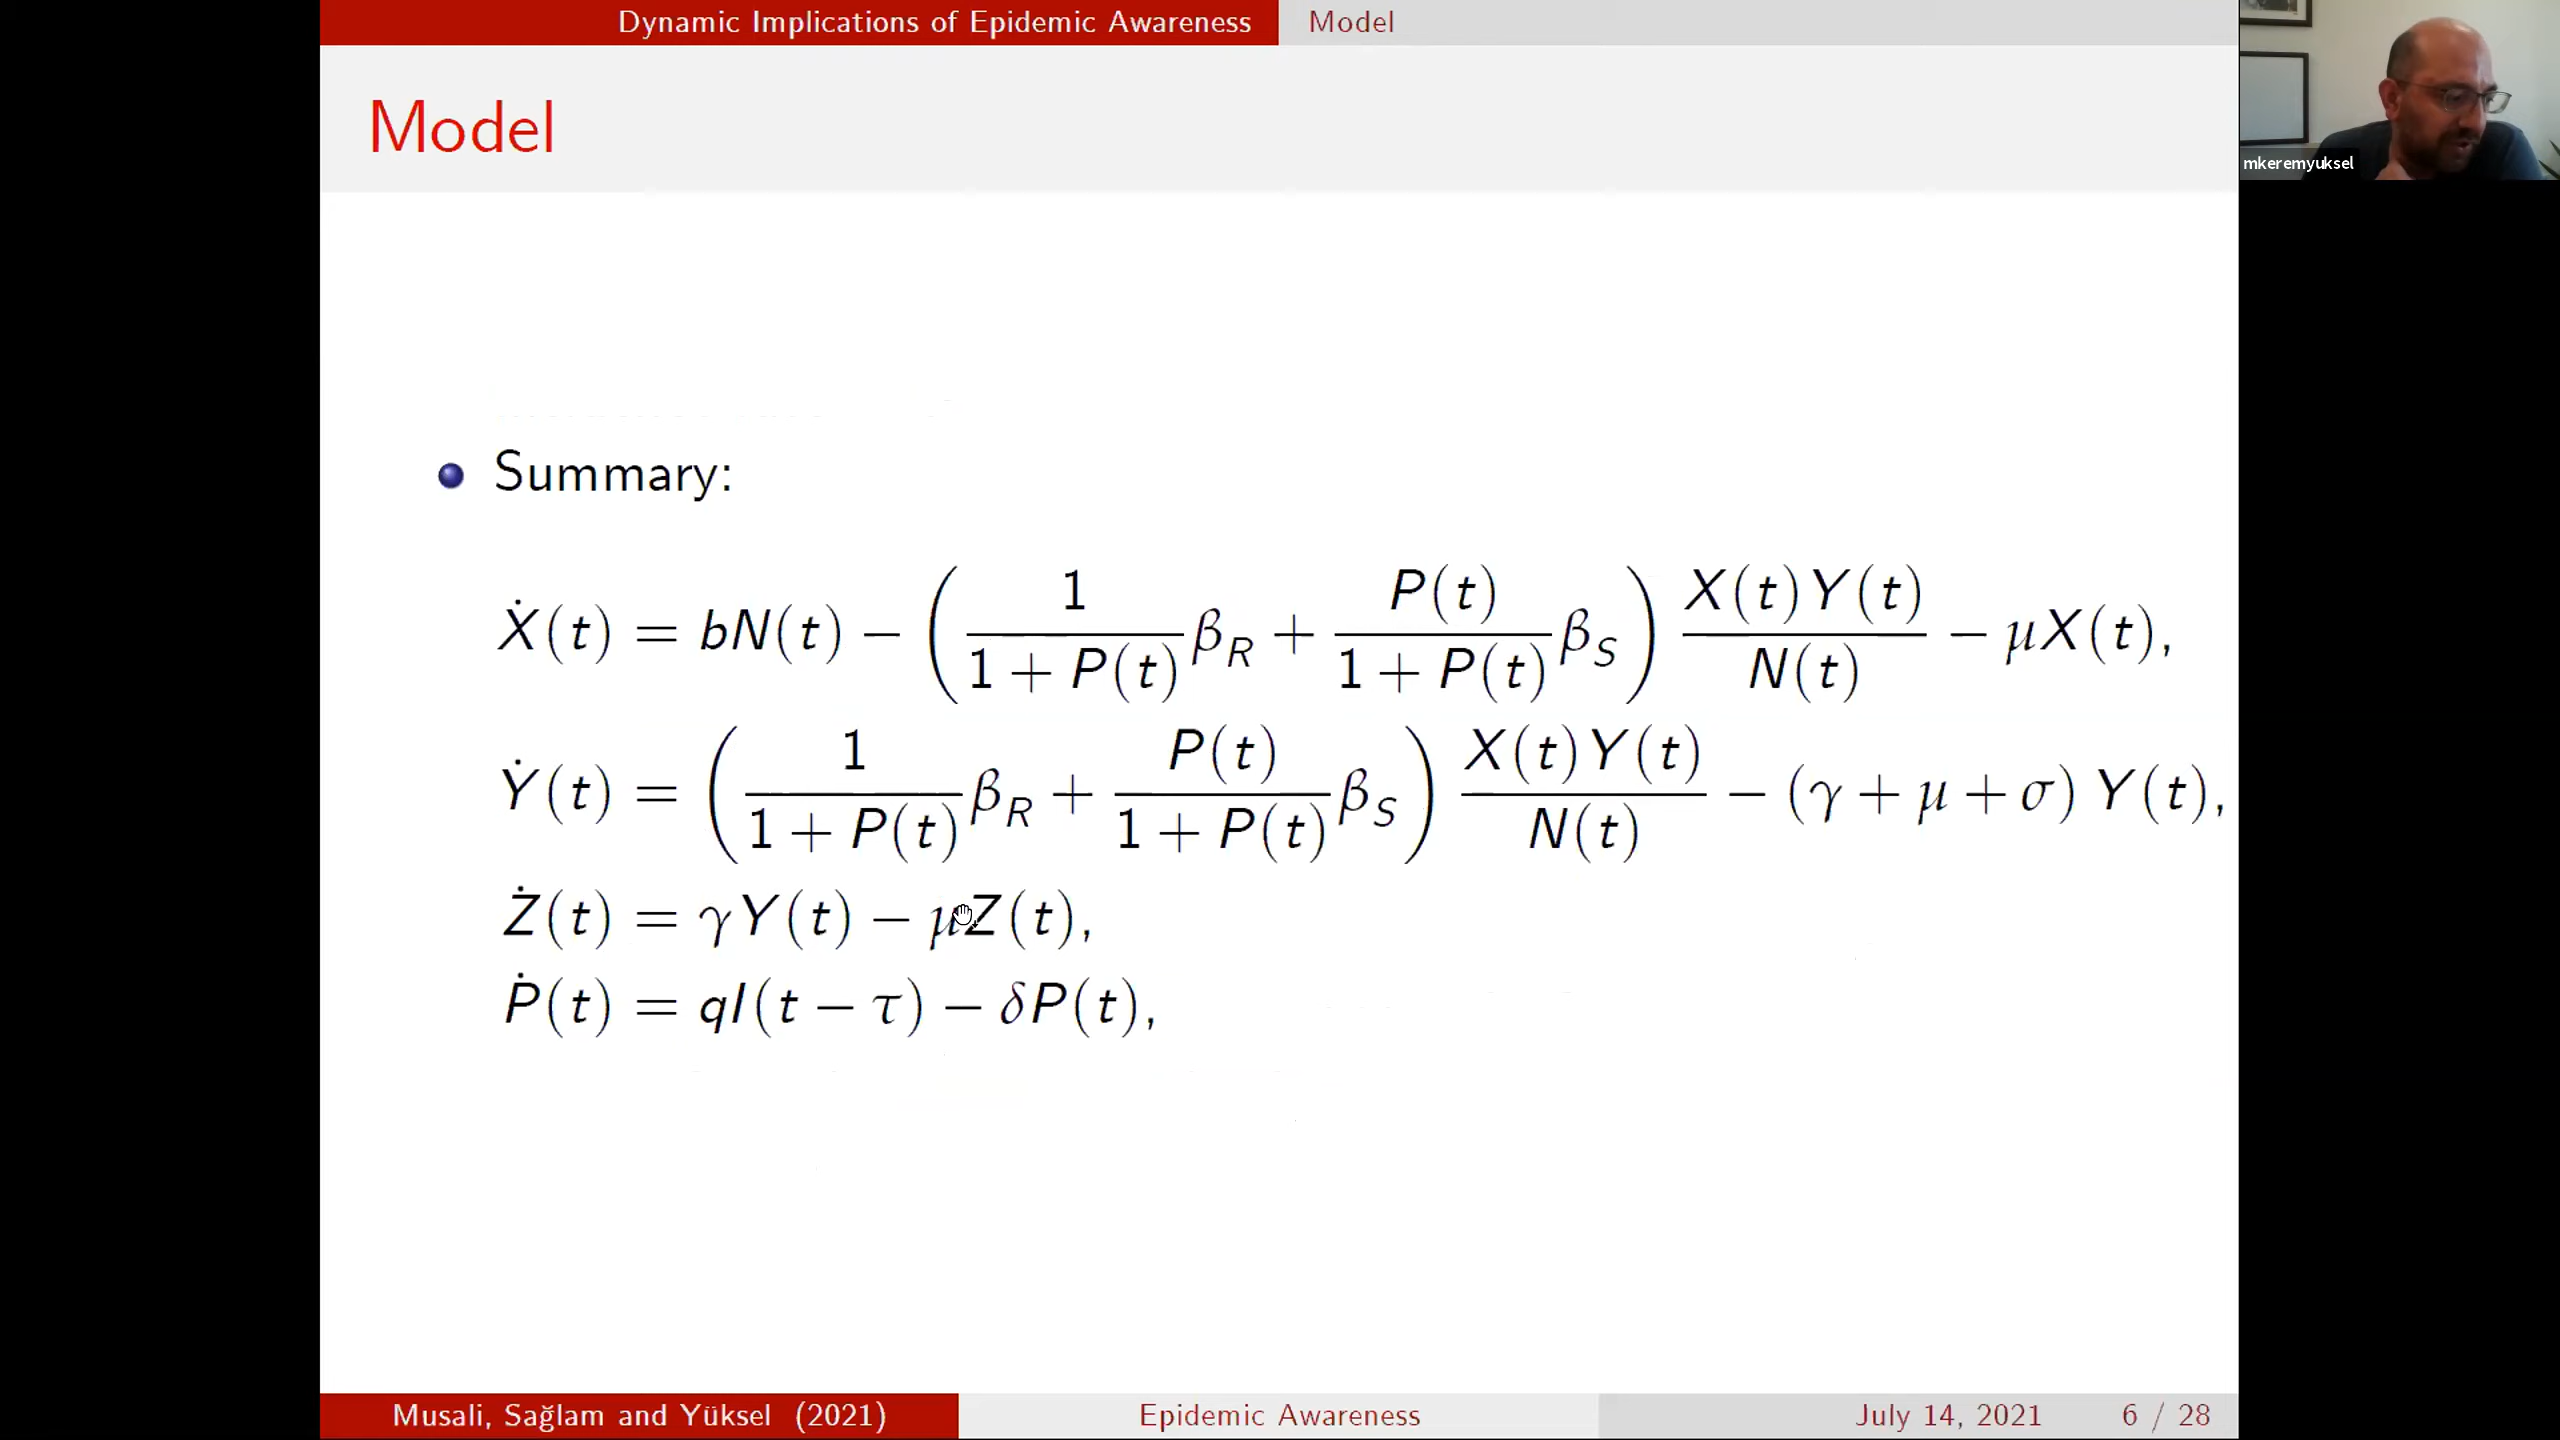 Dynamic Implications of Epidemic Awareness Model
Model
mkeremyuksel
Summary:
Ẋ(t) = bN(t) − (1/(1 + P(t)) β_R + P(t)/(1 + P(t)) β_S) X(t)Y(t)/N(t) − μX(t),
Ẏ(t) = (1/(1 + P(t)) β_R + P(t)/(1 + P(t)) β_S) X(t)Y(t)/N(t) − (γ + μ + σ) Y(t),
Ż(t) = γY(t) − μZ(t),
Ṗ(t) = qI(t − τ) − δP(t),
Musali, Sağlam and Yüksel (2021) Epidemic Awareness July 14, 2021 6 / 28